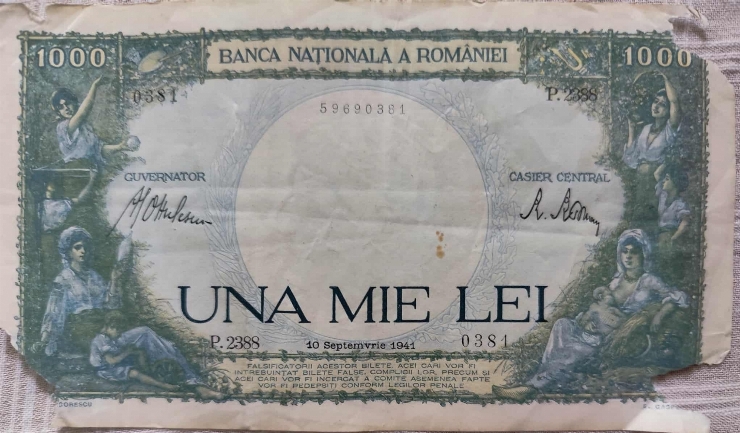 1000 BANCA NAȚIONALĂ A ROMÂNIEI 1000
0381 P.2388
59690381
GUVERNATOR CASIER CENTRAL
UNA MIE LEI
P.2388 10 Septemvrie 1941 0381
FALSIFICATORII ACESTOR BILETE, ACEI CARI VOR FI
INTREBUINȚAT BILETE FALSE, COMPLICII LOR, PRECUM SI
ACEI CARI VOR FI INCERCAT A COMITE ASEMENEA FAPTE
VOR FI PEDEPSITI CONFORM LEGILOR PENALE